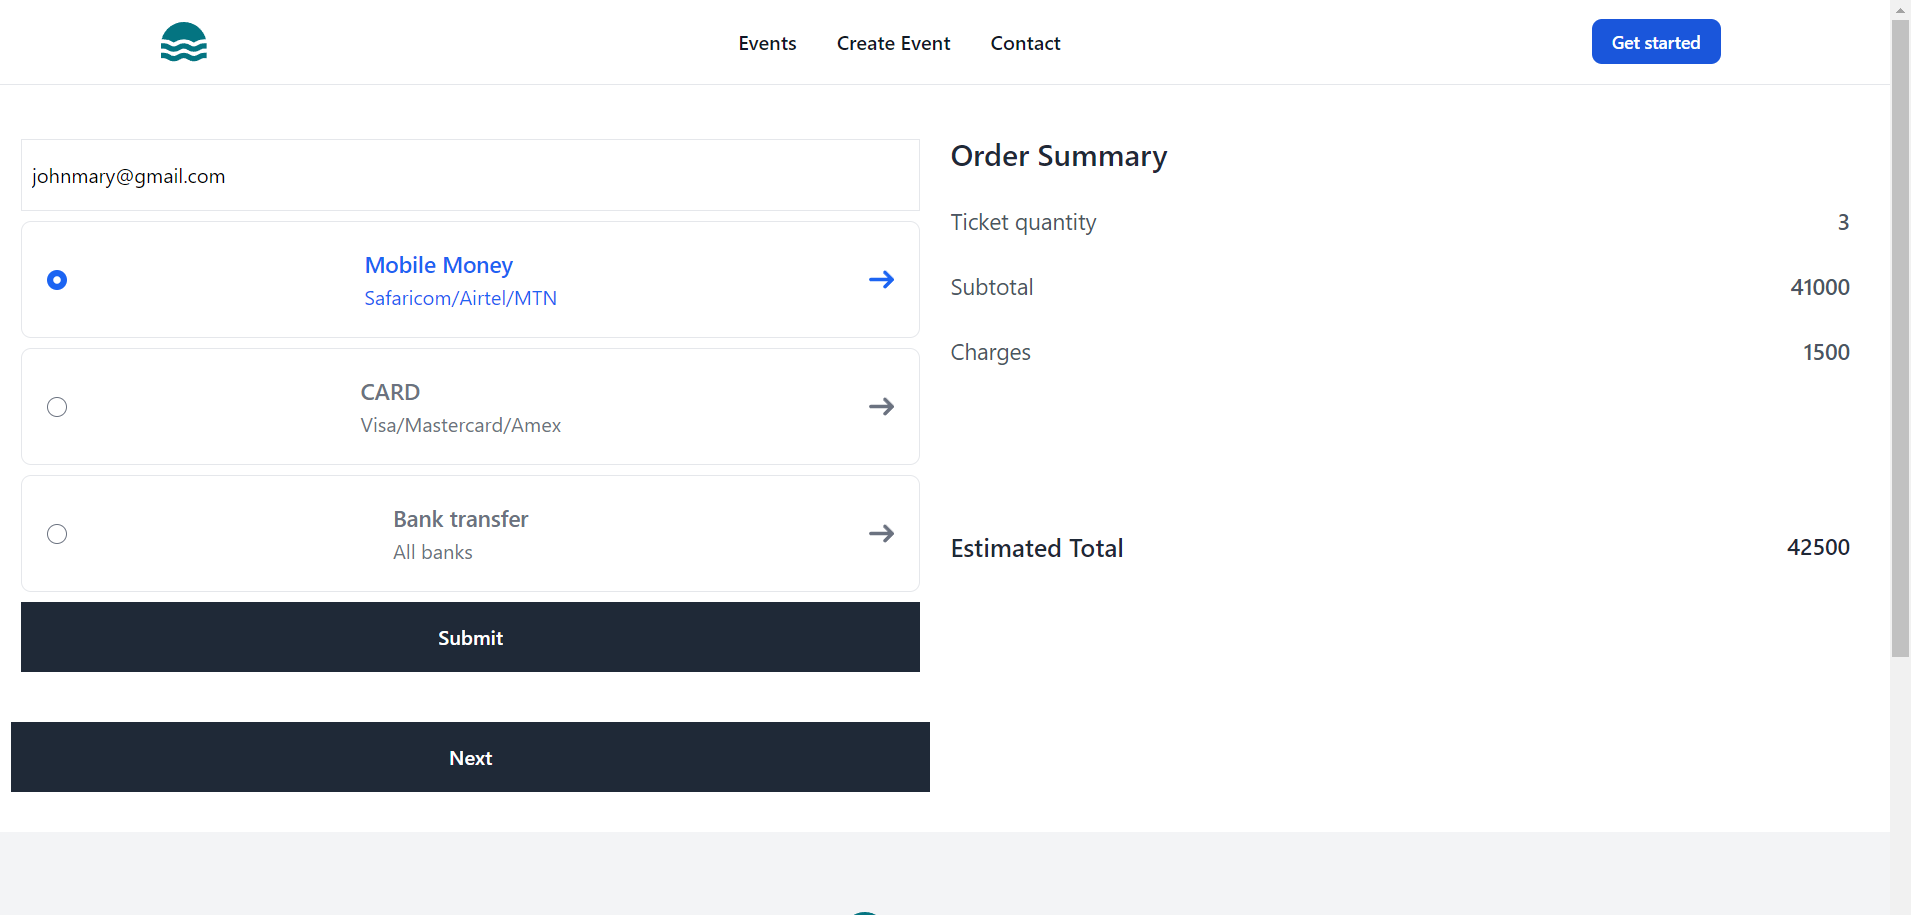 Events Create Event Contact Get started
johnmary@gmail.com
Mobile Money
Safaricom/Airtel/MTN
CARD
Visa/Mastercard/Amex
Bank transfer
All banks
Submit
Next
Order Summary
Ticket quantity 3
Subtotal 41000
Charges 1500
Estimated Total 42500